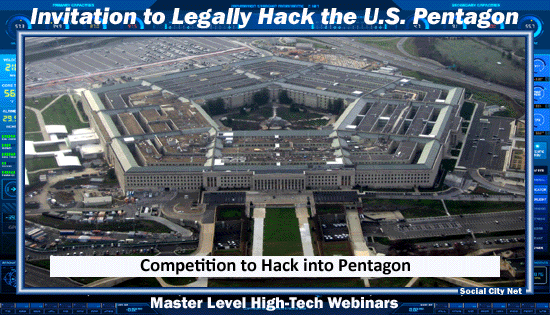 Invitation to Legally Hack the U.S. Pentagon
Competition to Hack into Pentagon
Social City Net
Master Level High-Tech Webinars